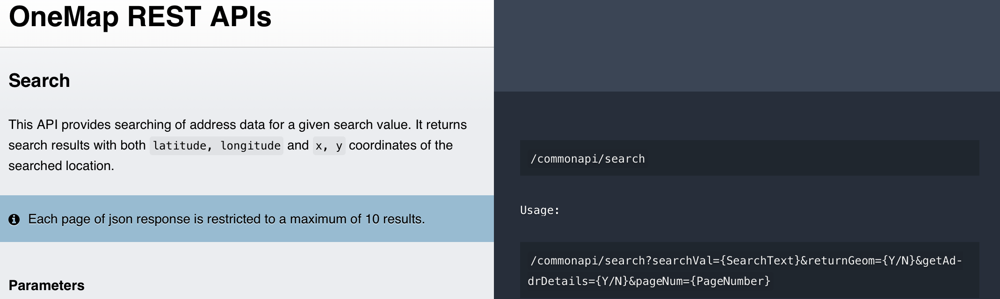 OneMap REST APIs
Search
This API provides searching of address data for a given search value. It returns
search results with both latitude, longitude and x, y coordinates of the
searched location.
Each page of json response is restricted to a maximum of 10 results.
Parameters
/commonapi/search
Usage:
/commonapi/search?searchVal={SearchText}&returnGeom={Y/N}&getAd-
drDetails={Y/N}&pageNum={PageNumber}